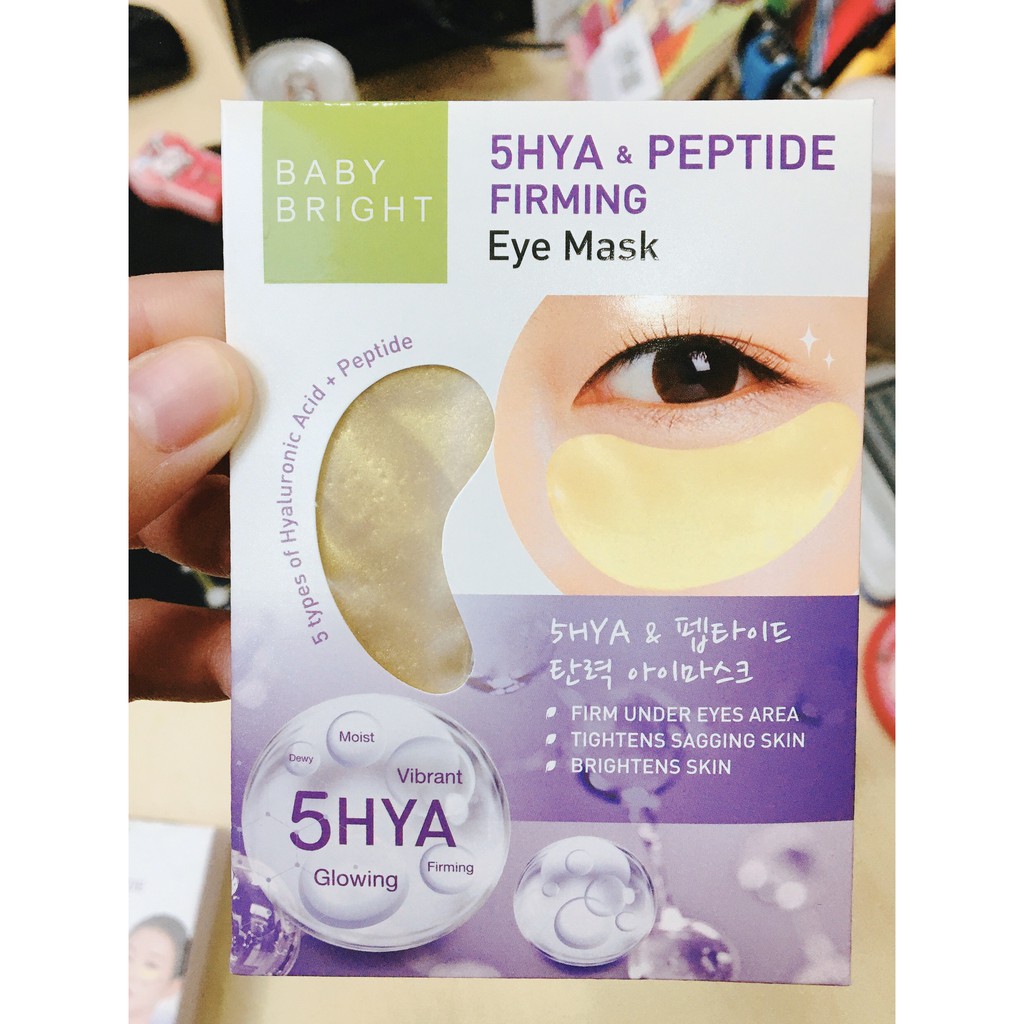 BABY
BRIGHT
5HYA & PEPTIDE
FIRMING
Eye Mask
5 types of Hyaluronic Acid + Peptide
5HYA & 펩타이드
탄력 아이마스크
FIRM UNDER EYES AREA
TIGHTENS SAGGING SKIN
BRIGHTENS SKIN
Moist
Dewy
Vibrant
5HYA
Firming
Glowing